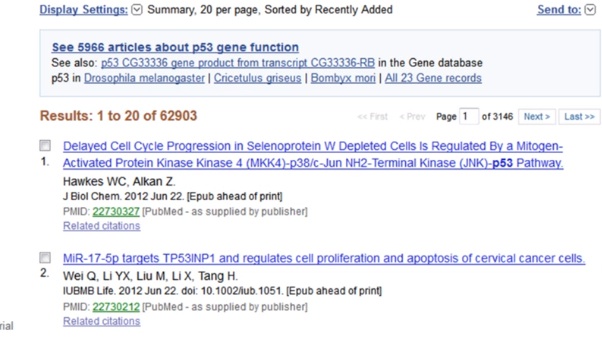 Display Settings: Summary, 20 per page, Sorted by Recently Added Send to:
See 5966 articles about p53 gene function
See also: p53 CG33336 gene product from transcript CG33336-RB in the Gene database
p53 in Drosophila melanogaster | Cricetulus griseus | Bombyx mori | All 23 Gene records
Results: 1 to 20 of 62903 << First < Prev Page 1 of 3146 Next > Last >>
Delayed Cell Cycle Progression in Selenoprotein W Depleted Cells Is Regulated By a Mitogen-
1. Activated Protein Kinase Kinase 4 (MKK4)-p38/c-Jun NH2-Terminal Kinase (JNK)-p53 Pathway.
Hawkes WC, Alkan Z.
J Biol Chem. 2012 Jun 22. [Epub ahead of print]
PMID: 22730327 [PubMed - as supplied by publisher]
Related citations
MiR-17-5p targets TP53INP1 and regulates cell proliferation and apoptosis of cervical cancer cells.
2. Wei Q, Li YX, Liu M, Li X, Tang H.
IUBMB Life. 2012 Jun 22. doi: 10.1002/iub.1051. [Epub ahead of print]
PMID: 22730212 [PubMed - as supplied by publisher]
Related citations
rial